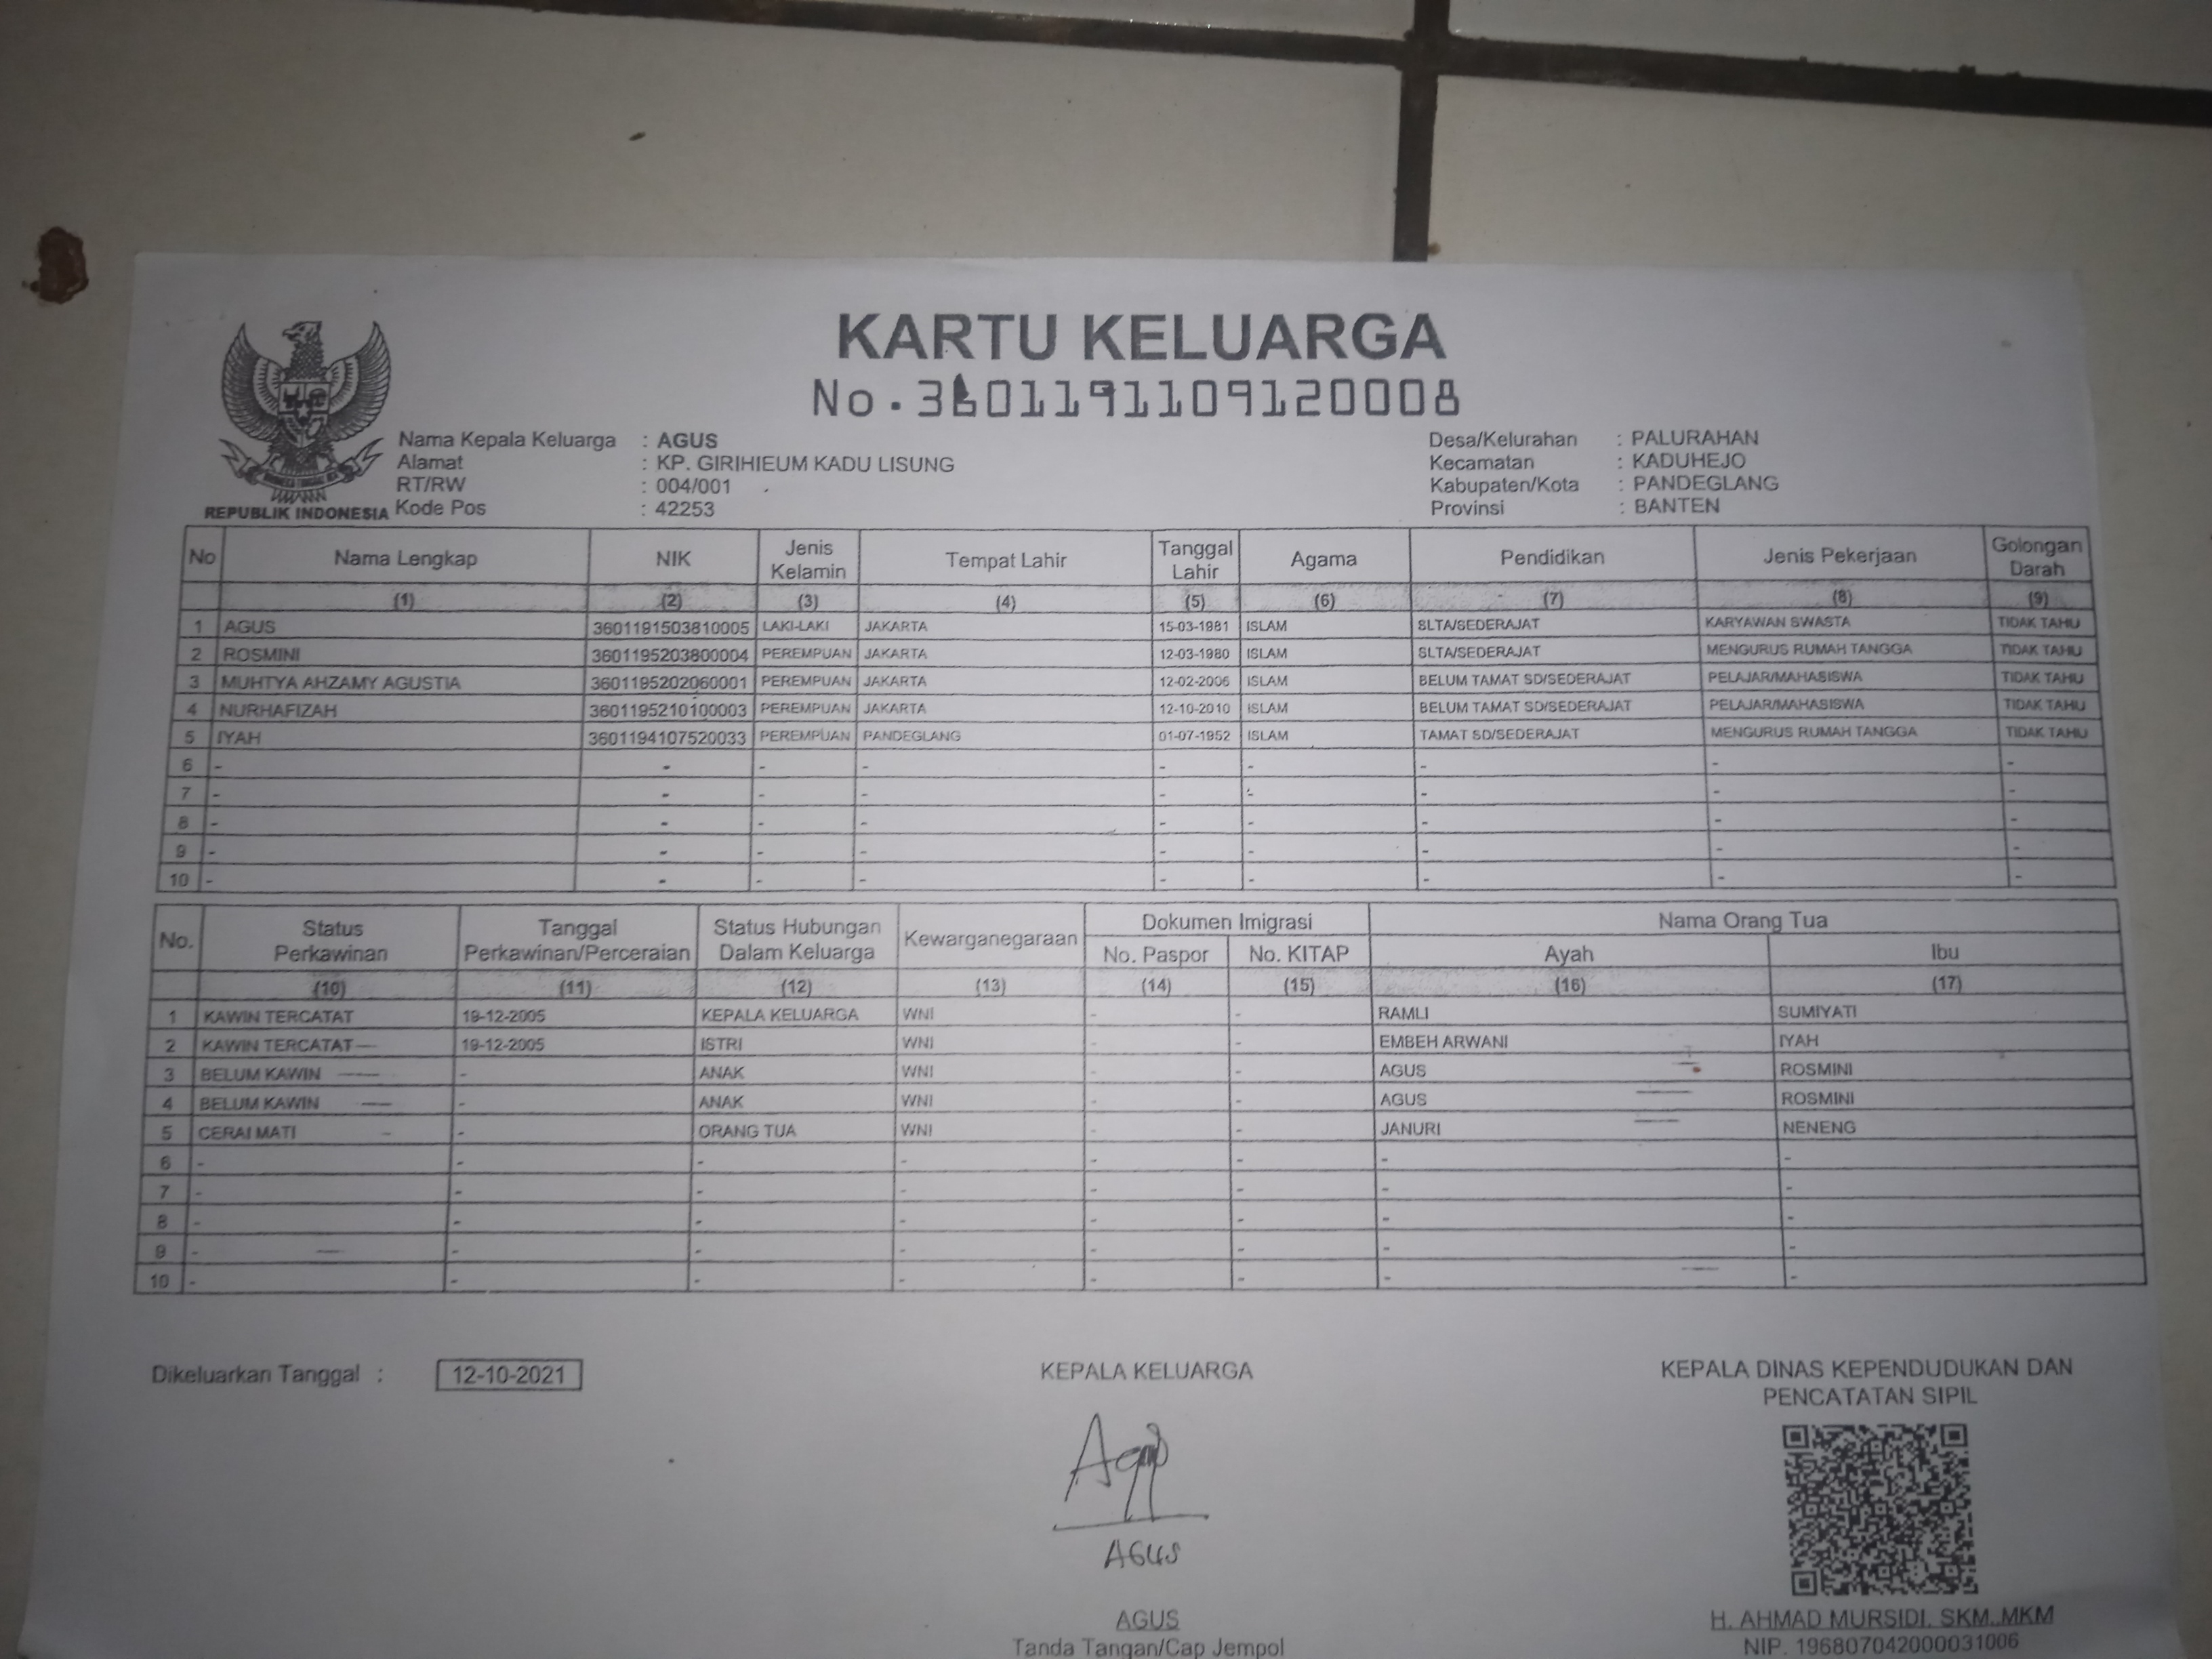 KARTU KELUARGA
No. 3601191109120008
REPUBLIK INDONESIA
Nama Kepala Keluarga : AGUS
Alamat : KP. GIRIHIEUM KADU LISUNG
RT/RW : 004/001
Kode Pos : 42253
Desa/Kelurahan : PALURAHAN
Kecamatan : KADUHEJO
Kabupaten/Kota : PANDEGLANG
Provinsi : BANTEN
No Nama Lengkap NIK Jenis Kelamin Tempat Lahir Tanggal Lahir Agama Pendidikan Jenis Pekerjaan Golongan Darah
(1) (2) (3) (4) (5) (6) (7) (8) (9)
1 AGUS 3601191503810005 LAKI-LAKI JAKARTA 15-03-1981 ISLAM SLTA/SEDERAJAT KARYAWAN SWASTA TIDAK TAHU
2 ROSMINI 3601195203800004 PEREMPUAN JAKARTA 12-03-1980 ISLAM SLTA/SEDERAJAT MENGURUS RUMAH TANGGA TIDAK TAHU
3 MUHTYA AHZAMY AGUSTIA 3601195202060001 PEREMPUAN JAKARTA 12-02-2006 ISLAM BELUM TAMAT SD/SEDERAJAT PELAJAR/MAHASISWA TIDAK TAHU
4 NURHAFIZAH 3601195210100003 PEREMPUAN JAKARTA 12-10-2010 ISLAM BELUM TAMAT SD/SEDERAJAT PELAJAR/MAHASISWA TIDAK TAHU
5 IYAH 3601194107520033 PEREMPUAN PANDEGLANG 01-07-1952 ISLAM TAMAT SD/SEDERAJAT MENGURUS RUMAH TANGGA TIDAK TAHU
6 - - - - - - - - -
7 - - - - - - - - -
8 - - - - - - - - -
9 - - - - - - - - -
10 - - - - - - - - -
No. Status Perkawinan Tanggal Perkawinan/Perceraian Status Hubungan Dalam Keluarga Kewarganegaraan Dokumen Imigrasi Nama Orang Tua
No. Paspor No. KITAP Ayah Ibu
(10) (11) (12) (13) (14) (15) (16) (17)
1 KAWIN TERCATAT 19-12-2005 KEPALA KELUARGA WNI - - RAMLI SUMIYATI
2 KAWIN TERCATAT 19-12-2005 ISTRI WNI - - EMBEH ARWANI IYAH
3 BELUM KAWIN - ANAK WNI - - AGUS ROSMINI
4 BELUM KAWIN - ANAK WNI - - AGUS ROSMINI
5 CERAI MATI - ORANG TUA WNI - - JANURI NENENG
6 - - - - - - - -
7 - - - - - - - -
8 - - - - - - - -
9 - - - - - - - -
10 - - - - - - - -
Dikeluarkan Tanggal : 12-10-2021
KEPALA KELUARGA
AGUS
AGUS
Tanda Tangan/Cap Jempol
KEPALA DINAS KEPENDUDUKAN DAN
PENCATATAN SIPIL
H. AHMAD MURSIDI, SKM.,MKM
NIP. 196807042000031006